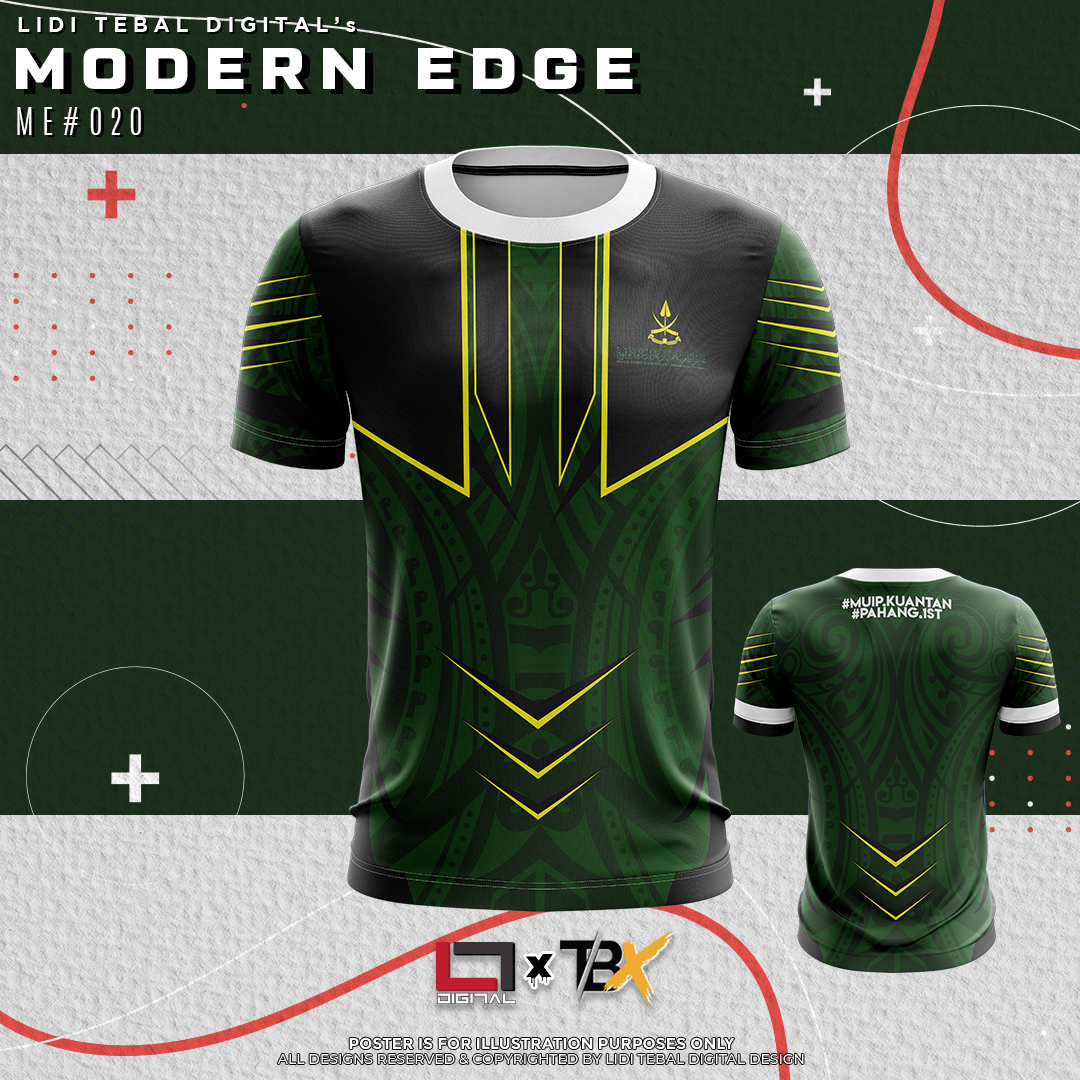 LIDI TEBAL DIGITAL's
MODERN EDGE
ME#020
#MUIP.KUANTAN
#PAHANG.1ST
DIGITAL
X
TBX
POSTER IS FOR ILLUSTRATION PURPOSES ONLY
ALL DESIGNS RESERVED & COPYRIGHTED BY LIDI TEBAL DIGITAL DESIGN